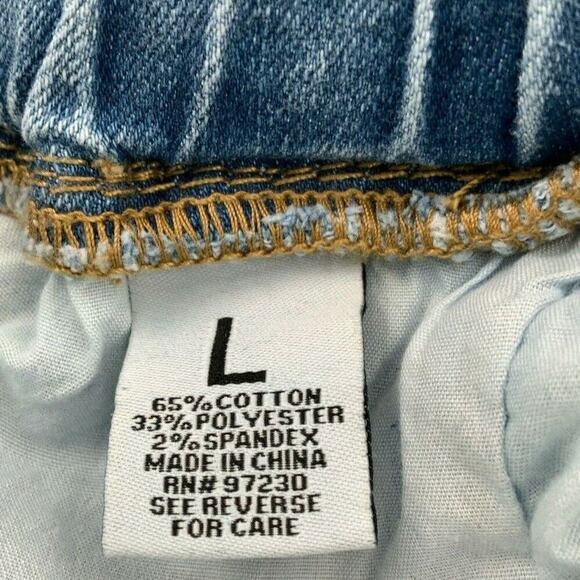 L
65% COTTON
33% POLYESTER
2% SPANDEX
MADE IN CHINA
RN# 97230
SEE REVERSE
FOR CARE